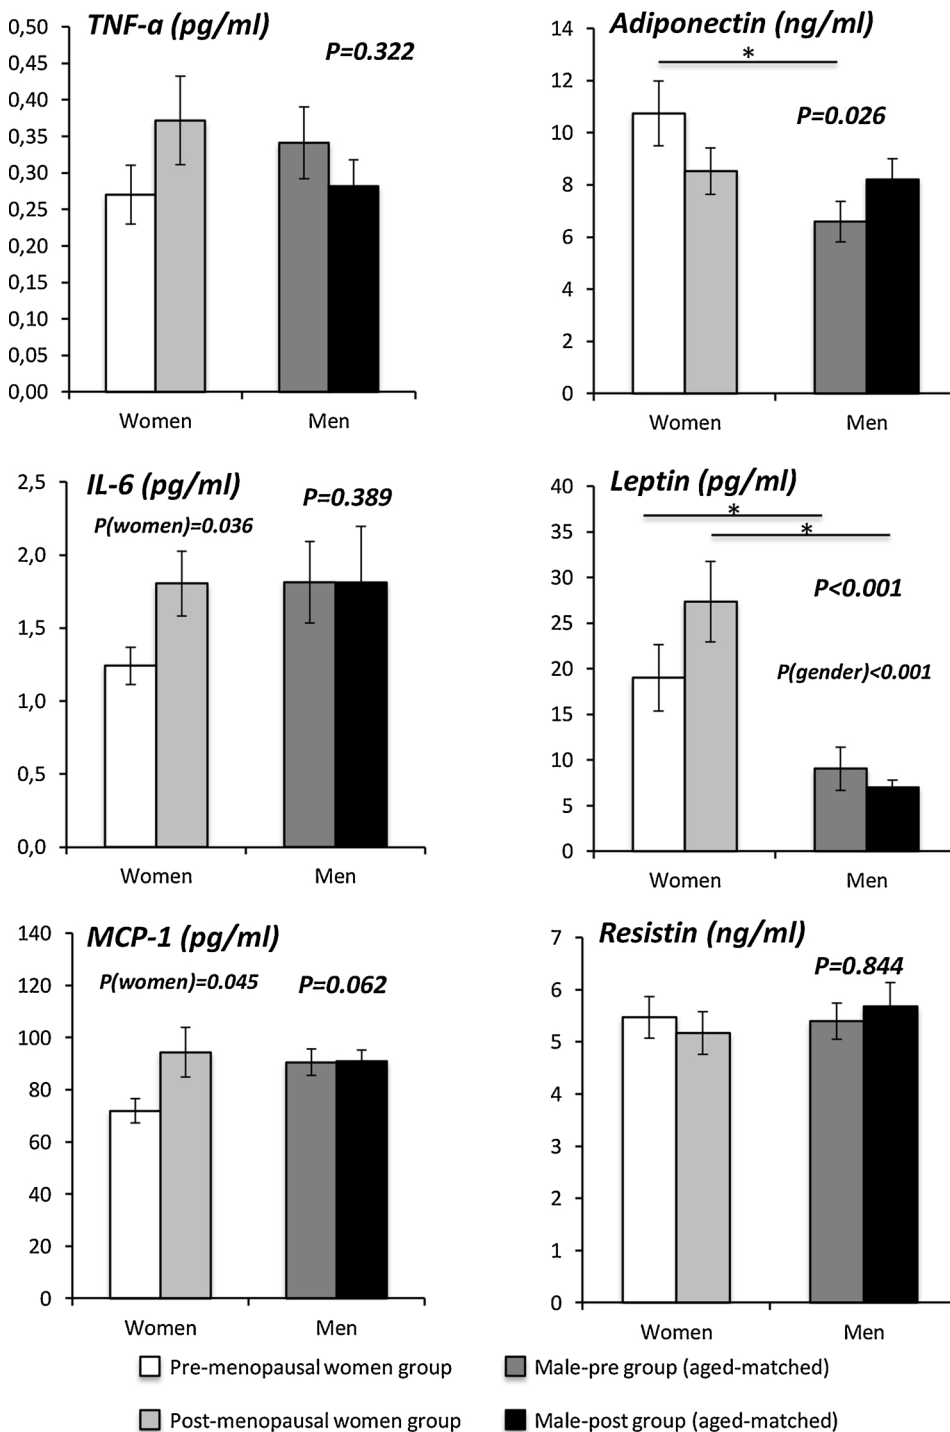 TNF-a (pg/ml)
P=0.322
0,50
0,45
0,40
0,35
0,30
0,25
0,20
0,15
0,10
0,05
0,00
Women
Men
Adiponectin (ng/ml)
*
P=0.026
14
12
10
8
6
4
2
0
Women
Men
IL-6 (pg/ml)
P=0.389
P(women)=0.036
2,5
2,0
1,5
1,0
0,5
0,0
Women
Men
Leptin (pg/ml)
*
*
P<0.001
P(gender)<0.001
40
35
30
25
20
15
10
5
0
Women
Men
MCP-1 (pg/ml)
P(women)=0.045
P=0.062
140
120
100
80
60
40
20
0
Women
Men
Resistin (ng/ml)
P=0.844
7
6
5
4
3
2
1
0
Women
Men
Pre-menopausal women group
Male-pre group (aged-matched)
Post-menopausal women group
Male-post group (aged-matched)